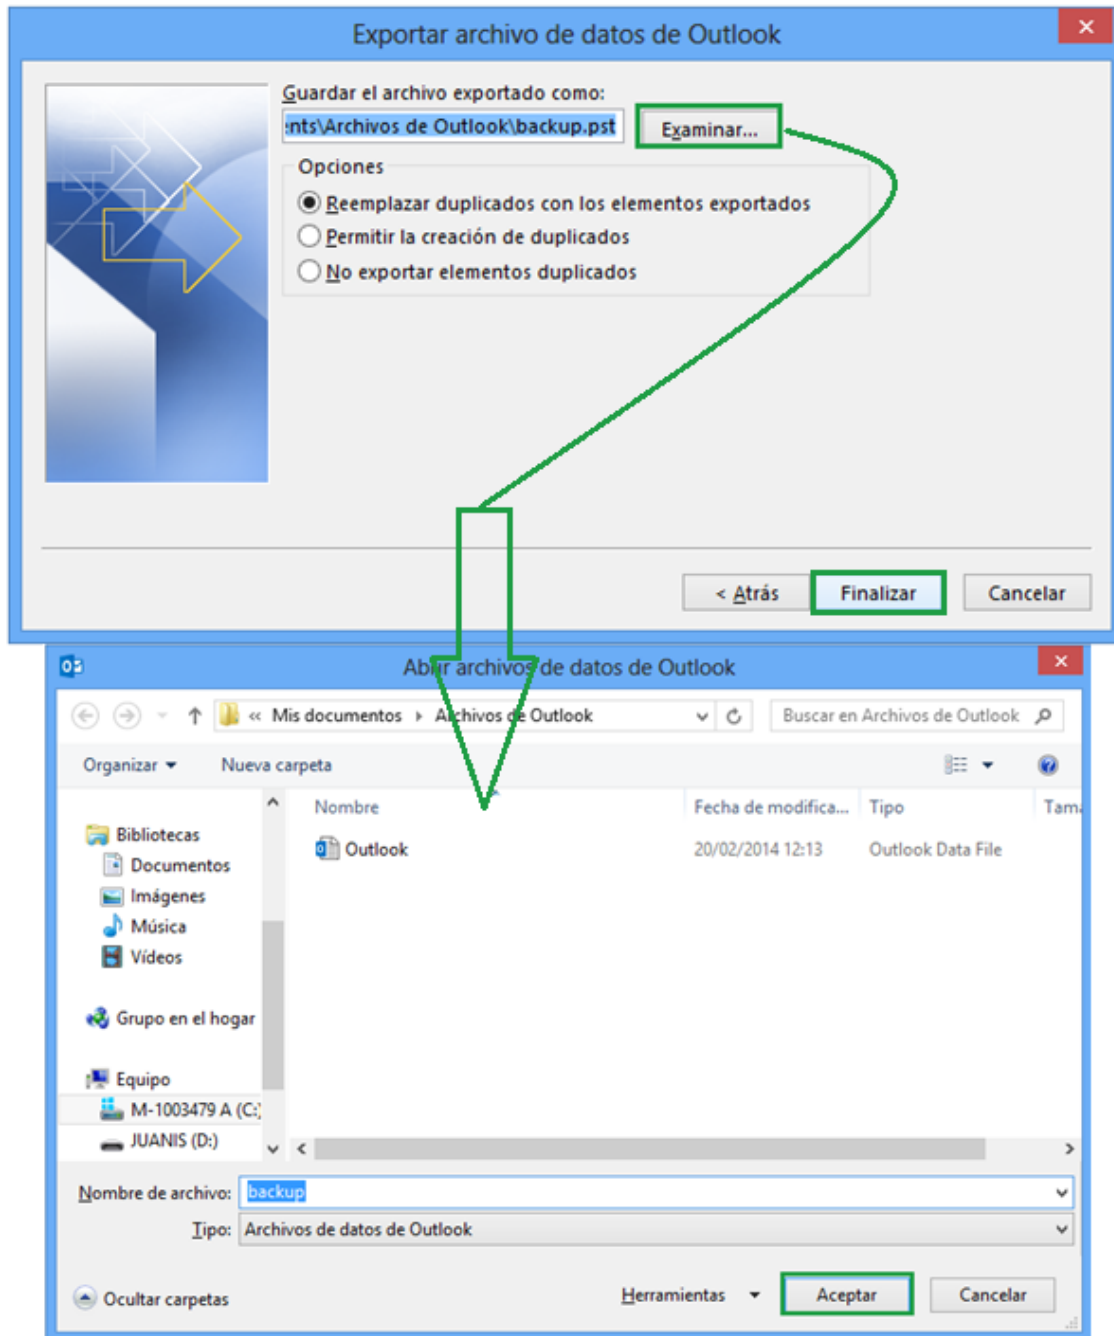 Exportar archivo de datos de Outlook
Guardar el archivo exportado como:
ents\Archivos de Outlook\backup.pst
Examinar...
Opciones
Reemplazar duplicados con los elementos exportados
Permitir la creación de duplicados
No exportar elementos duplicados
< Atrás Finalizar Cancelar
Abrir archivos de datos de Outlook
« Mis documentos Archivos de Outlook Buscar en Archivos de Outlook
Organizar Nueva carpeta
Nombre Fecha de modifica... Tipo Tama
Bibliotecas
Outlook 20/02/2014 12:13 Outlook Data File
Documentos
Imágenes
Música
Vídeos
Grupo en el hogar
Equipo
M-1003479 A (C:)
JUANIS (D:)
Nombre de archivo: backup
Tipo: Archivos de datos de Outlook
Ocultar carpetas Herramientas Aceptar Cancelar